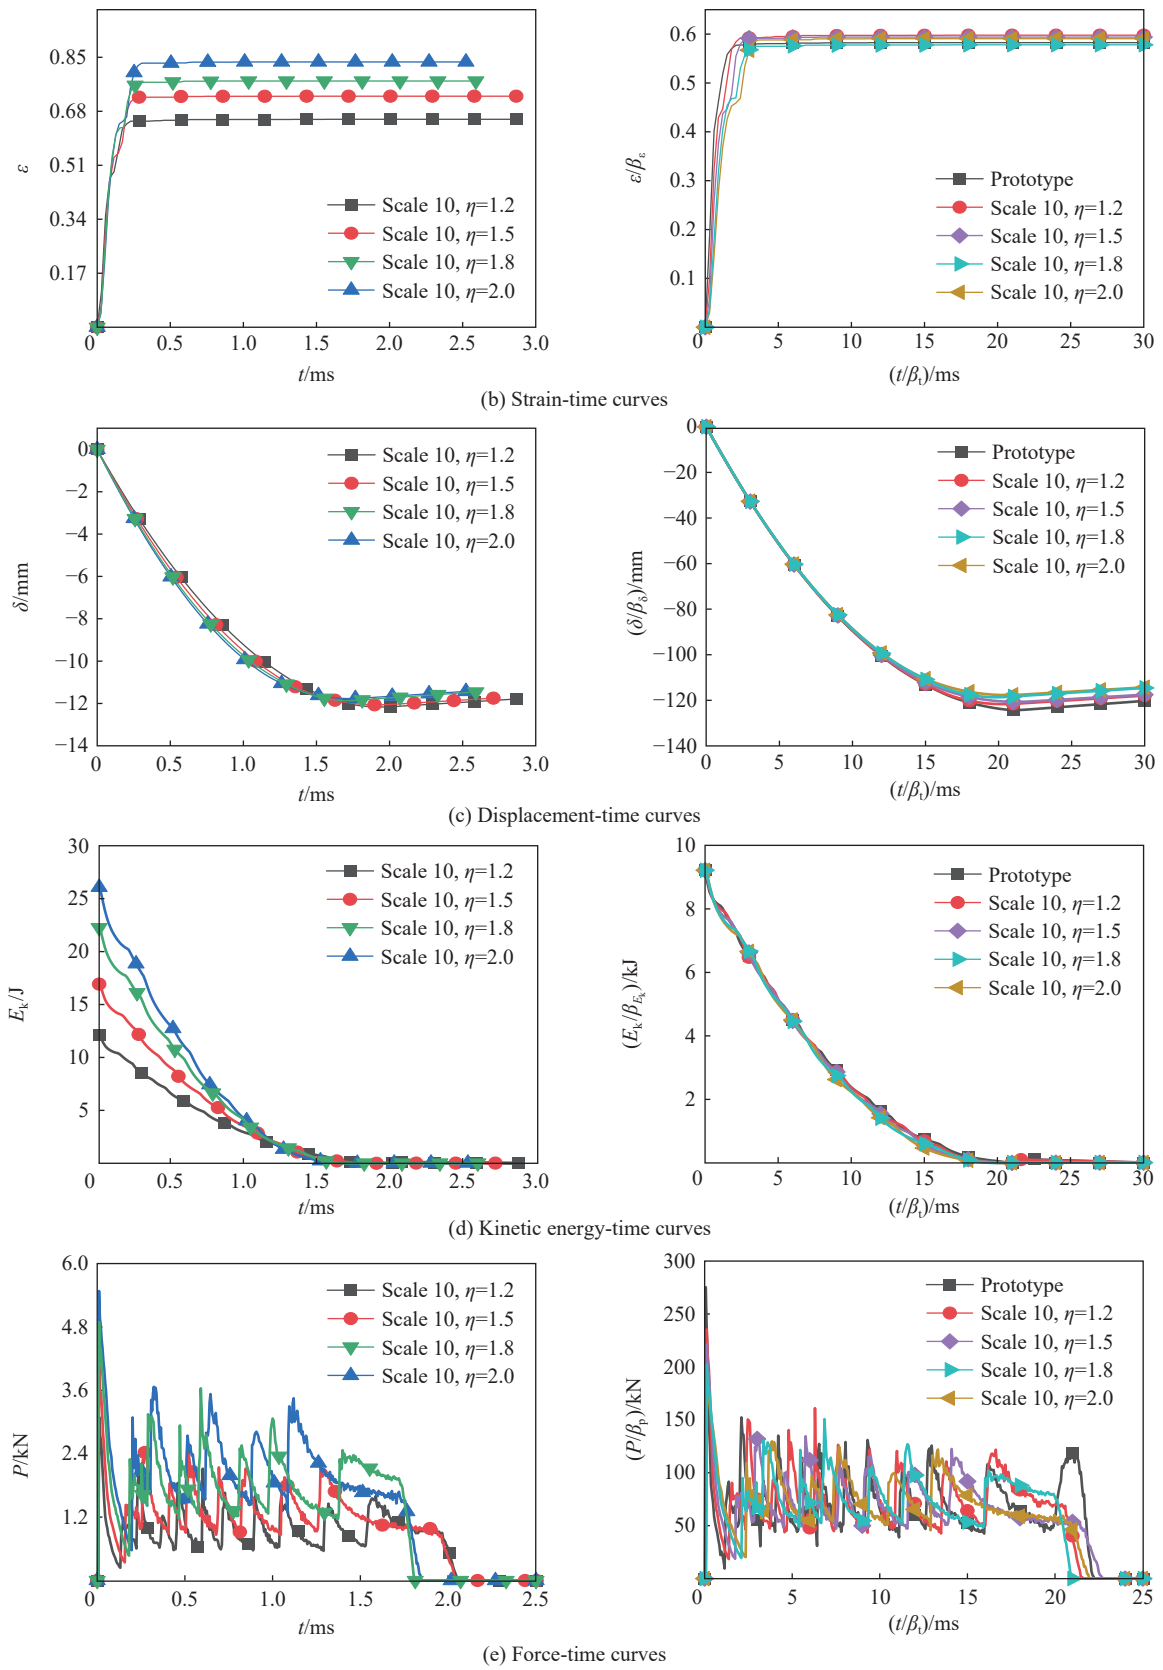 0.85
0.68
0.51
0.34
0.17
ε
Scale 10, η=1.2
Scale 10, η=1.5
Scale 10, η=1.8
Scale 10, η=2.0
0 0.5 1.0 1.5 2.0 2.5 3.0
t/ms
0.6
0.5
0.4
0.3
0.2
0.1
ε/βε
Prototype
Scale 10, η=1.2
Scale 10, η=1.5
Scale 10, η=1.8
Scale 10, η=2.0
0 5 10 15 20 25 30
(t/βt)/ms
(b) Strain-time curves
0
−2
−4
−6
−8
−10
−12
−14
δ/mm
Scale 10, η=1.2
Scale 10, η=1.5
Scale 10, η=1.8
Scale 10, η=2.0
0 0.5 1.0 1.5 2.0 2.5 3.0
t/ms
0
−20
−40
−60
−80
−100
−120
−140
(δ/βδ)/mm
Prototype
Scale 10, η=1.2
Scale 10, η=1.5
Scale 10, η=1.8
Scale 10, η=2.0
0 5 10 15 20 25 30
(t/βt)/ms
(c) Displacement-time curves
30
25
20
15
10
5
Ek/J
Scale 10, η=1.2
Scale 10, η=1.5
Scale 10, η=1.8
Scale 10, η=2.0
0 0.5 1.0 1.5 2.0 2.5 3.0
t/ms
10
8
6
4
2
(Ek/βEk)/kJ
Prototype
Scale 10, η=1.2
Scale 10, η=1.5
Scale 10, η=1.8
Scale 10, η=2.0
0 5 10 15 20 25 30
(t/βt)/ms
(d) Kinetic energy-time curves
6.0
4.8
3.6
2.4
1.2
P/kN
Scale 10, η=1.2
Scale 10, η=1.5
Scale 10, η=1.8
Scale 10, η=2.0
0 0.5 1.0 1.5 2.0 2.5
t/ms
300
250
200
150
100
50
(P/βp)/kN
Prototype
Scale 10, η=1.2
Scale 10, η=1.5
Scale 10, η=1.8
Scale 10, η=2.0
0 5 10 15 20 25
(t/βt)/ms
(e) Force-time curves